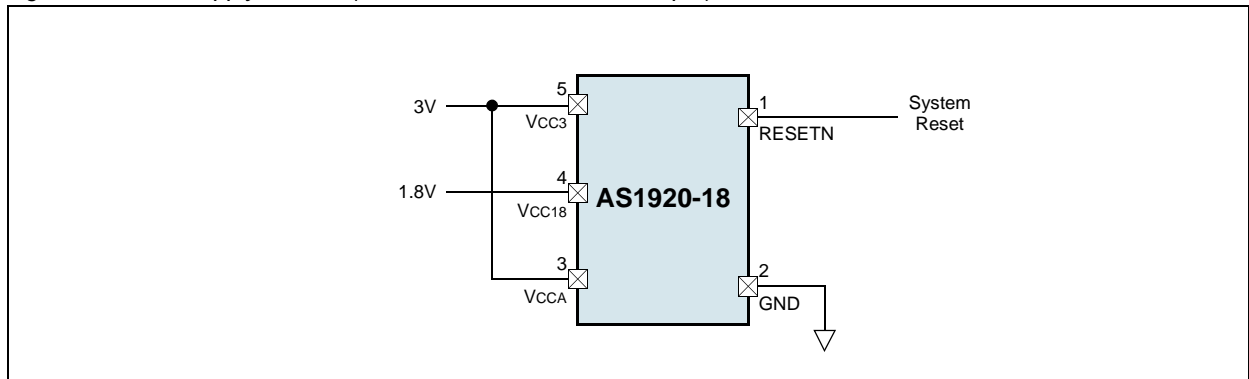 3V
5
VCC3
1.8V
4
VCC18
3
VCCA
AS1920-18
1
RESETN
System
Reset
2
GND